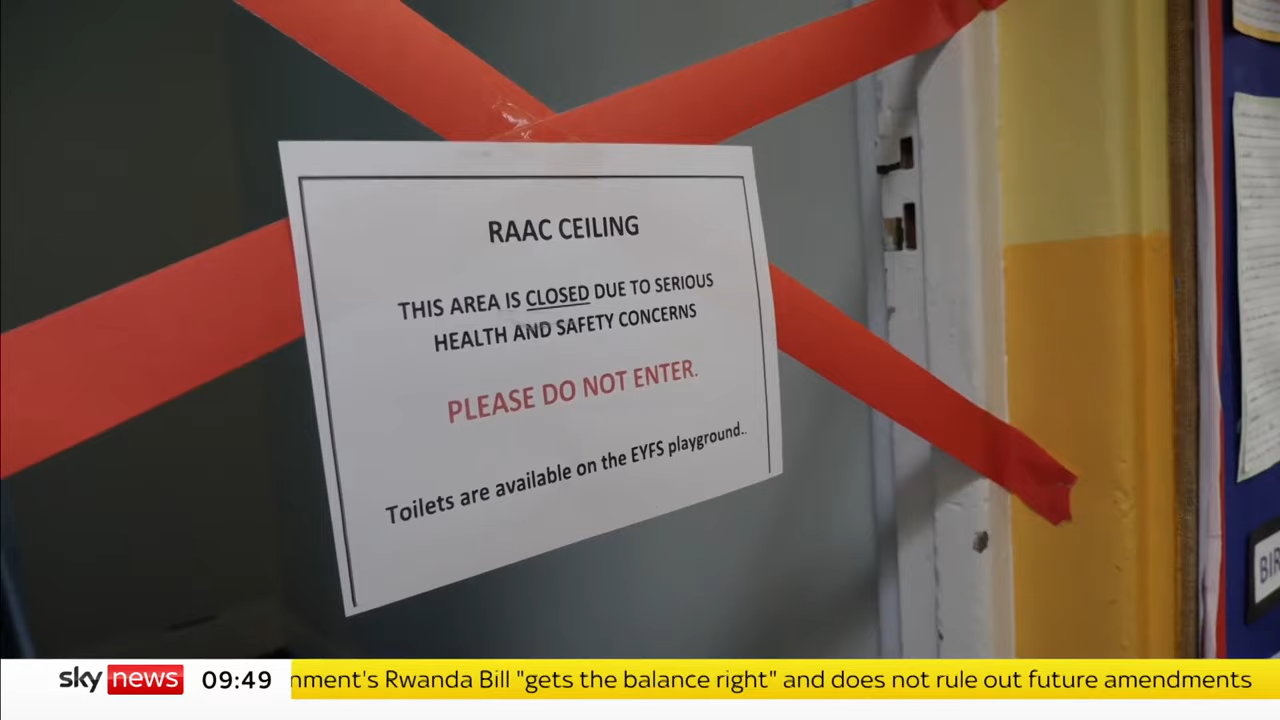 RAAC CEILING
THIS AREA IS CLOSED DUE TO SERIOUS
HEALTH AND SAFETY CONCERNS
PLEASE DO NOT ENTER.
Toilets are available on the EYFS playground..
BIR
sky news 09:49 nment's Rwanda Bill "gets the balance right" and does not rule out future amendments